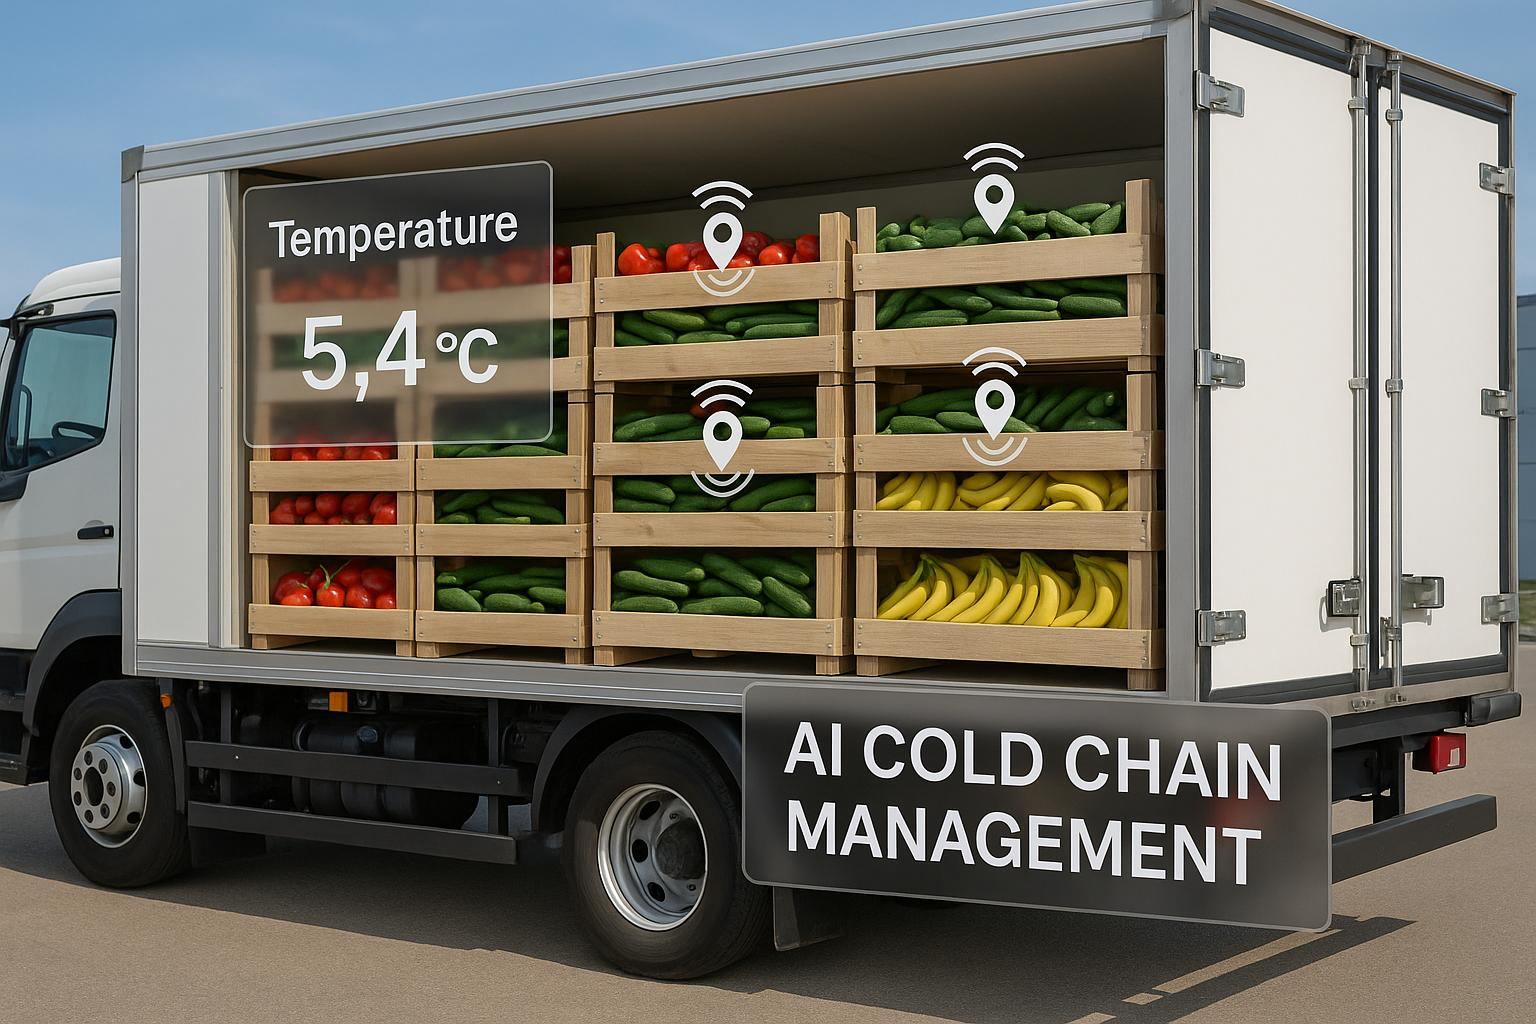 Temperature
5,4 °C
AI COLD CHAIN
MANAGEMENT